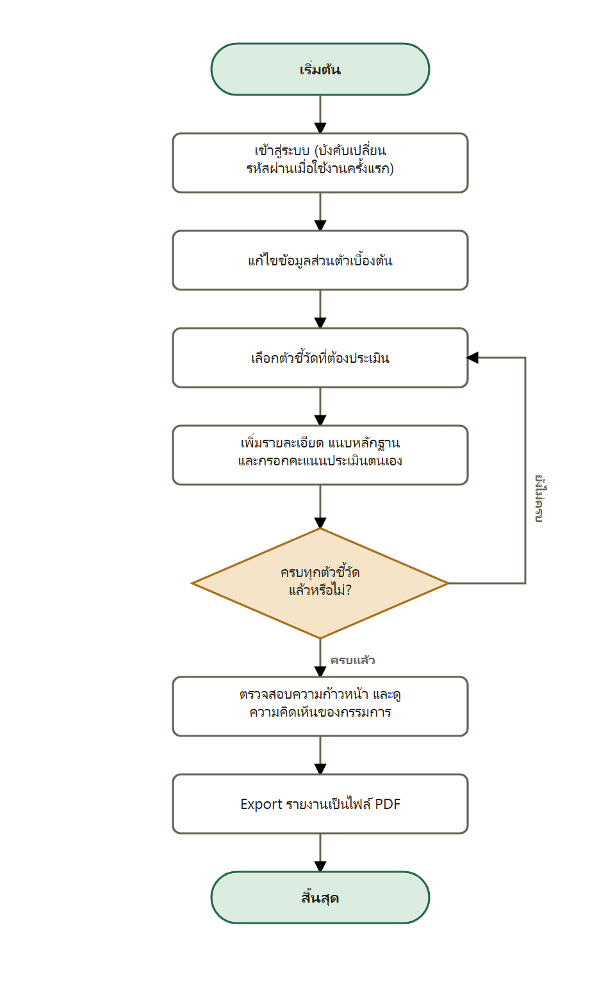 เริ่มต้น
เข้าสู่ระบบ (บังคับเปลี่ยน
รหัสผ่านเมื่อใช้งานครั้งแรก)
แก้ไขข้อมูลส่วนตัวเบื้องต้น
เลือกตัวชี้วัดที่ต้องประเมิน
เพิ่มรายละเอียด แนบหลักฐาน
และกรอกคะแนนประเมินตนเอง
ยังไม่ครบ
ครบทุกตัวชี้วัด
แล้วหรือไม่?
ครบแล้ว
ตรวจสอบความก้าวหน้า และดู
ความคิดเห็นของกรรมการ
Export รายงานเป็นไฟล์ PDF
สิ้นสุด